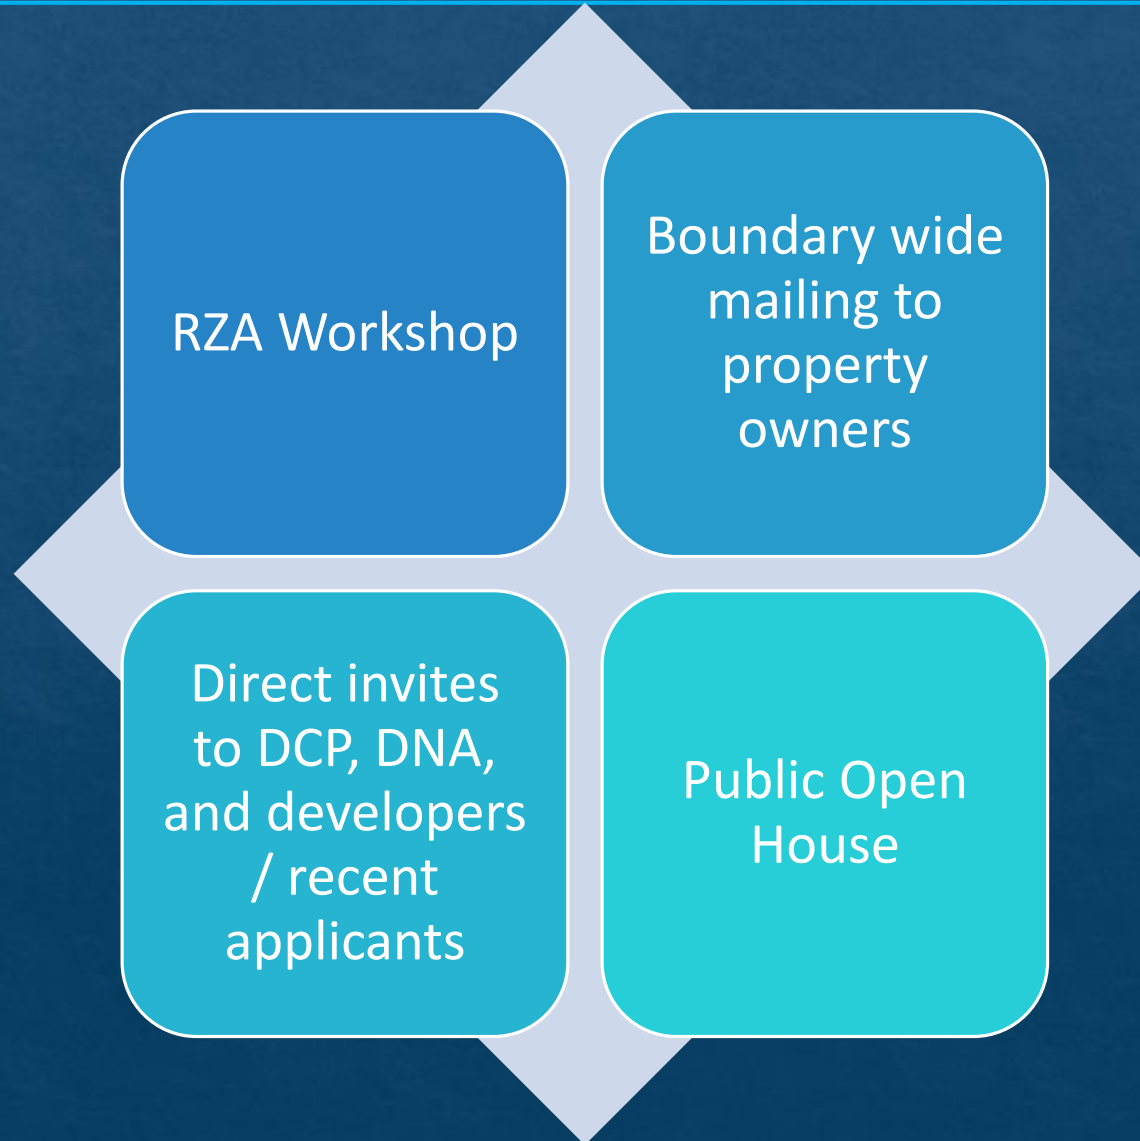 RZA Workshop
Boundary wide
mailing to
property
owners
Direct invites
to DCP, DNA,
and developers
/ recent
applicants
Public Open
House